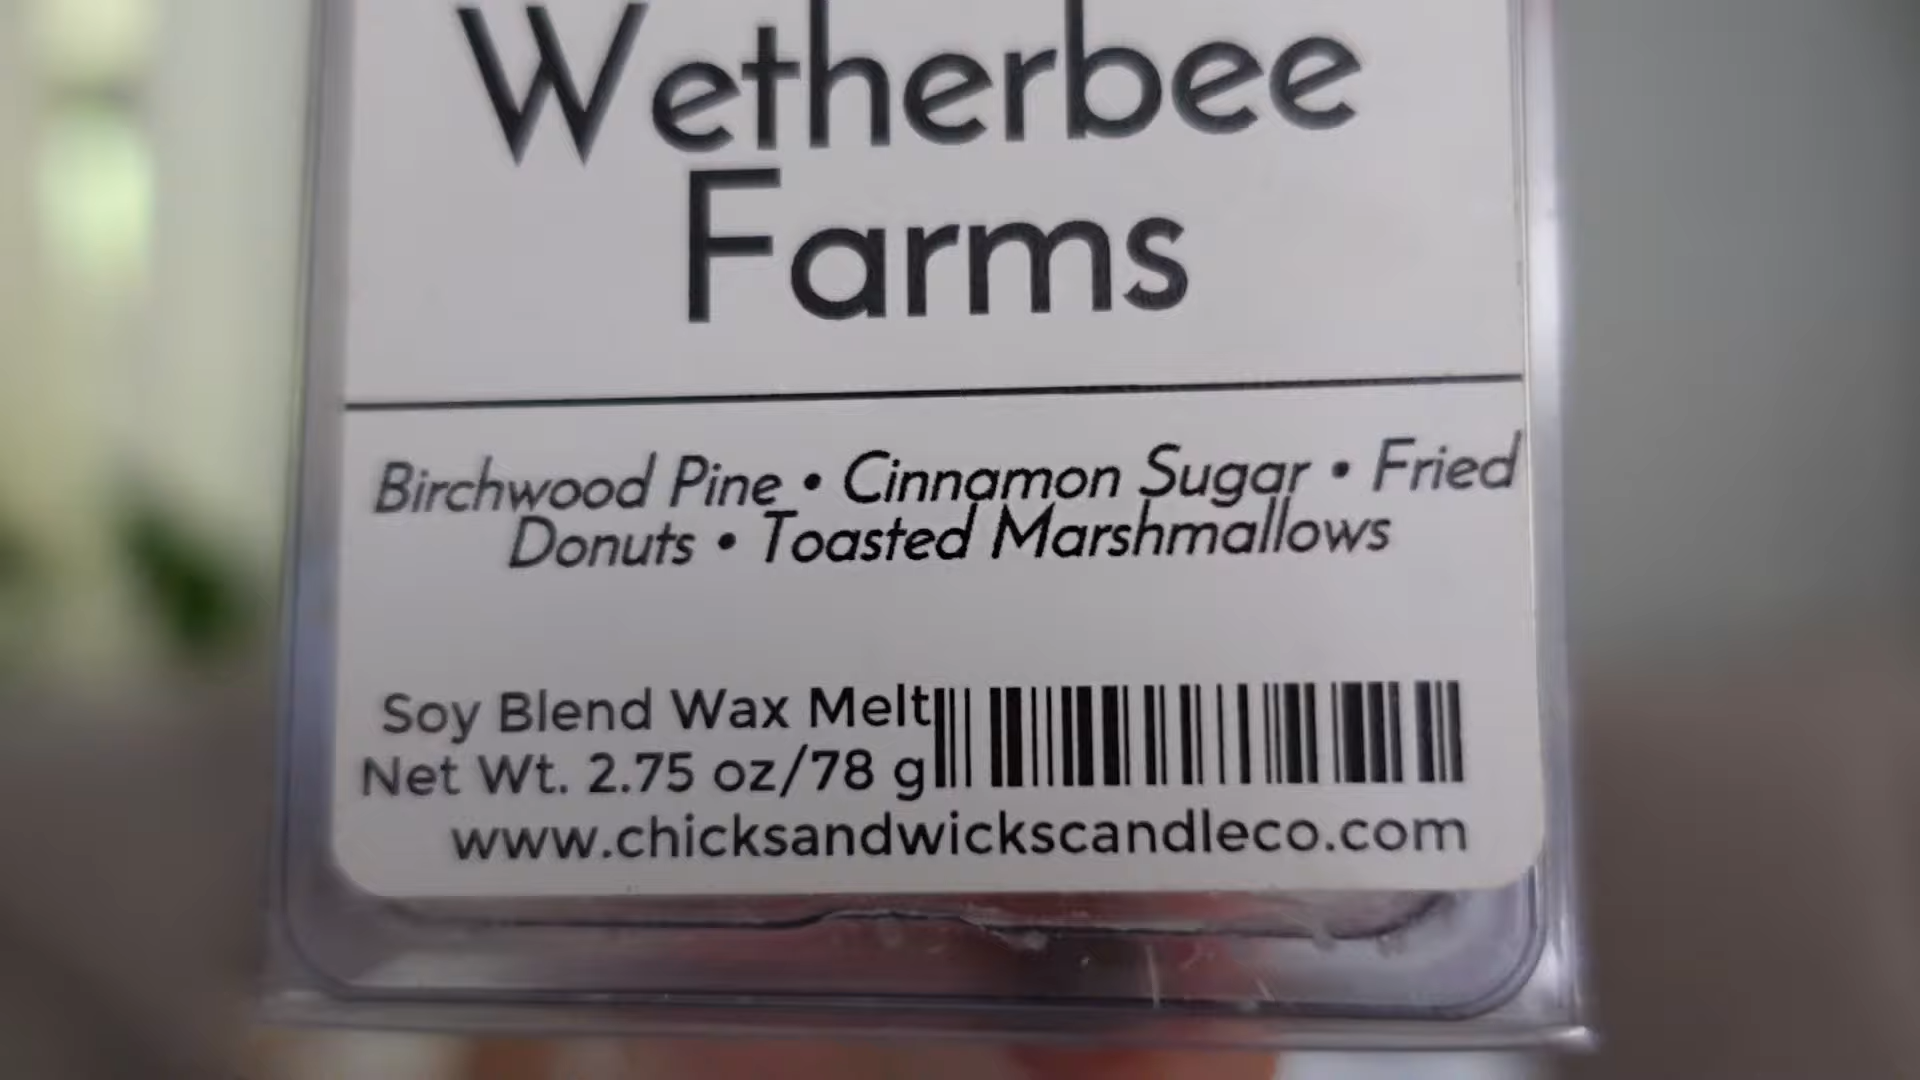 Wetherbee
Farms
Birchwood Pine • Cinnamon Sugar • Fried
Donuts • Toasted Marshmallows
Soy Blend Wax Melt
Net Wt. 2.75 oz/78 g
www.chicksandwickscandleco.com